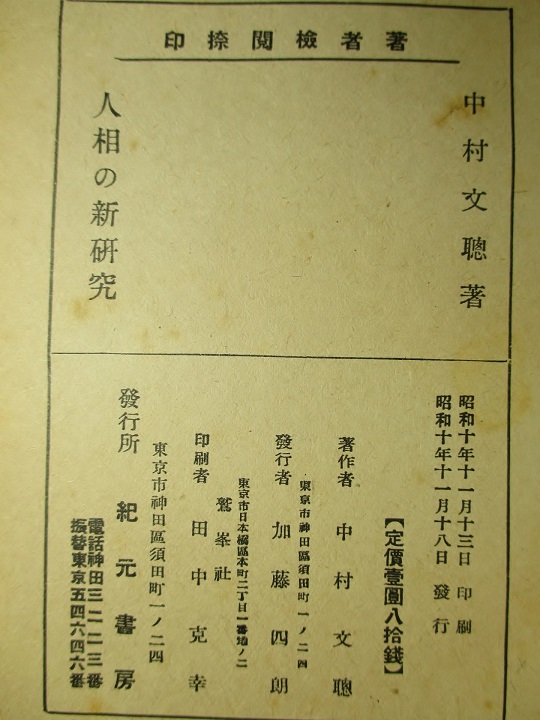 著者檢閱捺印
中村文聰著
人相の新研究
昭和十年十一月十三日 印刷
昭和十年十一月十八日 發行
【定價壹圓八拾錢】
著作者 中村文聰
東京市神田區須田町一ノ二四
發行者 加藤四朗
東京市日本橋區本町二丁目一番地ノ二
鷲峯社
印刷者 田中克幸
東京市神田區須田町一ノ二四
發行所 紀元書房
電話神田三二二三番
振替東京五四六四六番